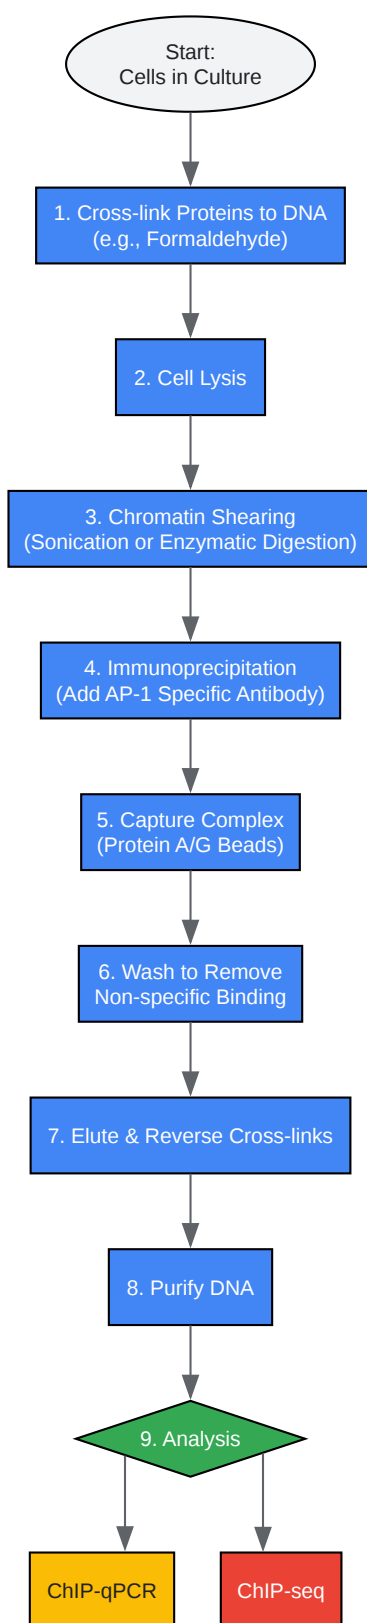 Start:
Cells in Culture
1. Cross-link Proteins to DNA
(e.g., Formaldehyde)
2. Cell Lysis
3. Chromatin Shearing
(Sonication or Enzymatic Digestion)
4. Immunoprecipitation
(Add AP-1 Specific Antibody)
5. Capture Complex
(Protein A/G Beads)
6. Wash to Remove
Non-specific Binding
7. Elute & Reverse Cross-links
8. Purify DNA
9. Analysis
ChIP-qPCR
ChIP-seq